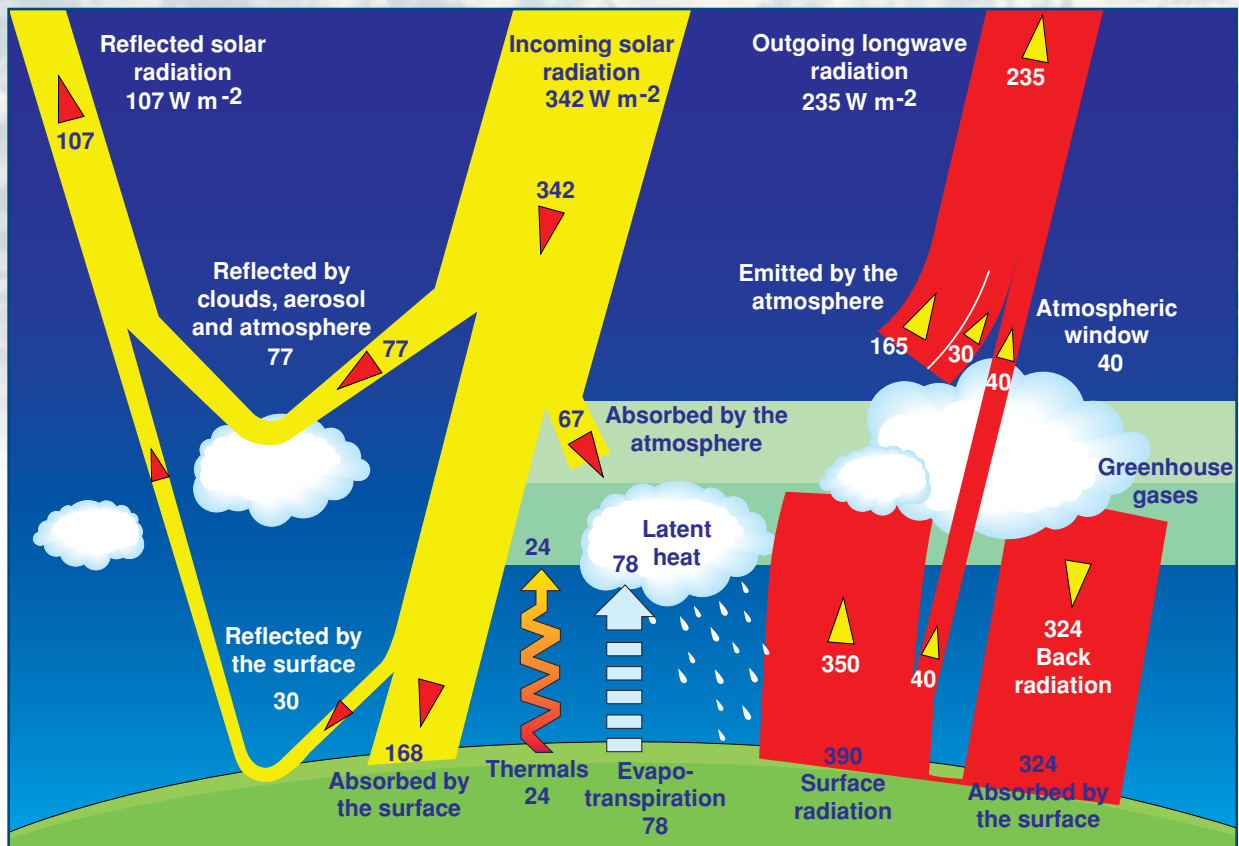 Reflected solar
radiation
107 W m -2
107
Incoming solar
radiation
342 W m -2
342
Outgoing longwave
radiation
235 W m -2
235
Reflected by
clouds, aerosol
and atmosphere
77
77
Emitted by the
atmosphere
165
30
40
Atmospheric
window
40
67
Absorbed by the
atmosphere
Greenhouse
gases
24
78
Latent
heat
Reflected by
the surface
30
350
40
324
Back
radiation
168
Absorbed by
the surface
Thermals
24
Evapo-
transpiration
78
390
Surface
radiation
324
Absorbed by
the surface